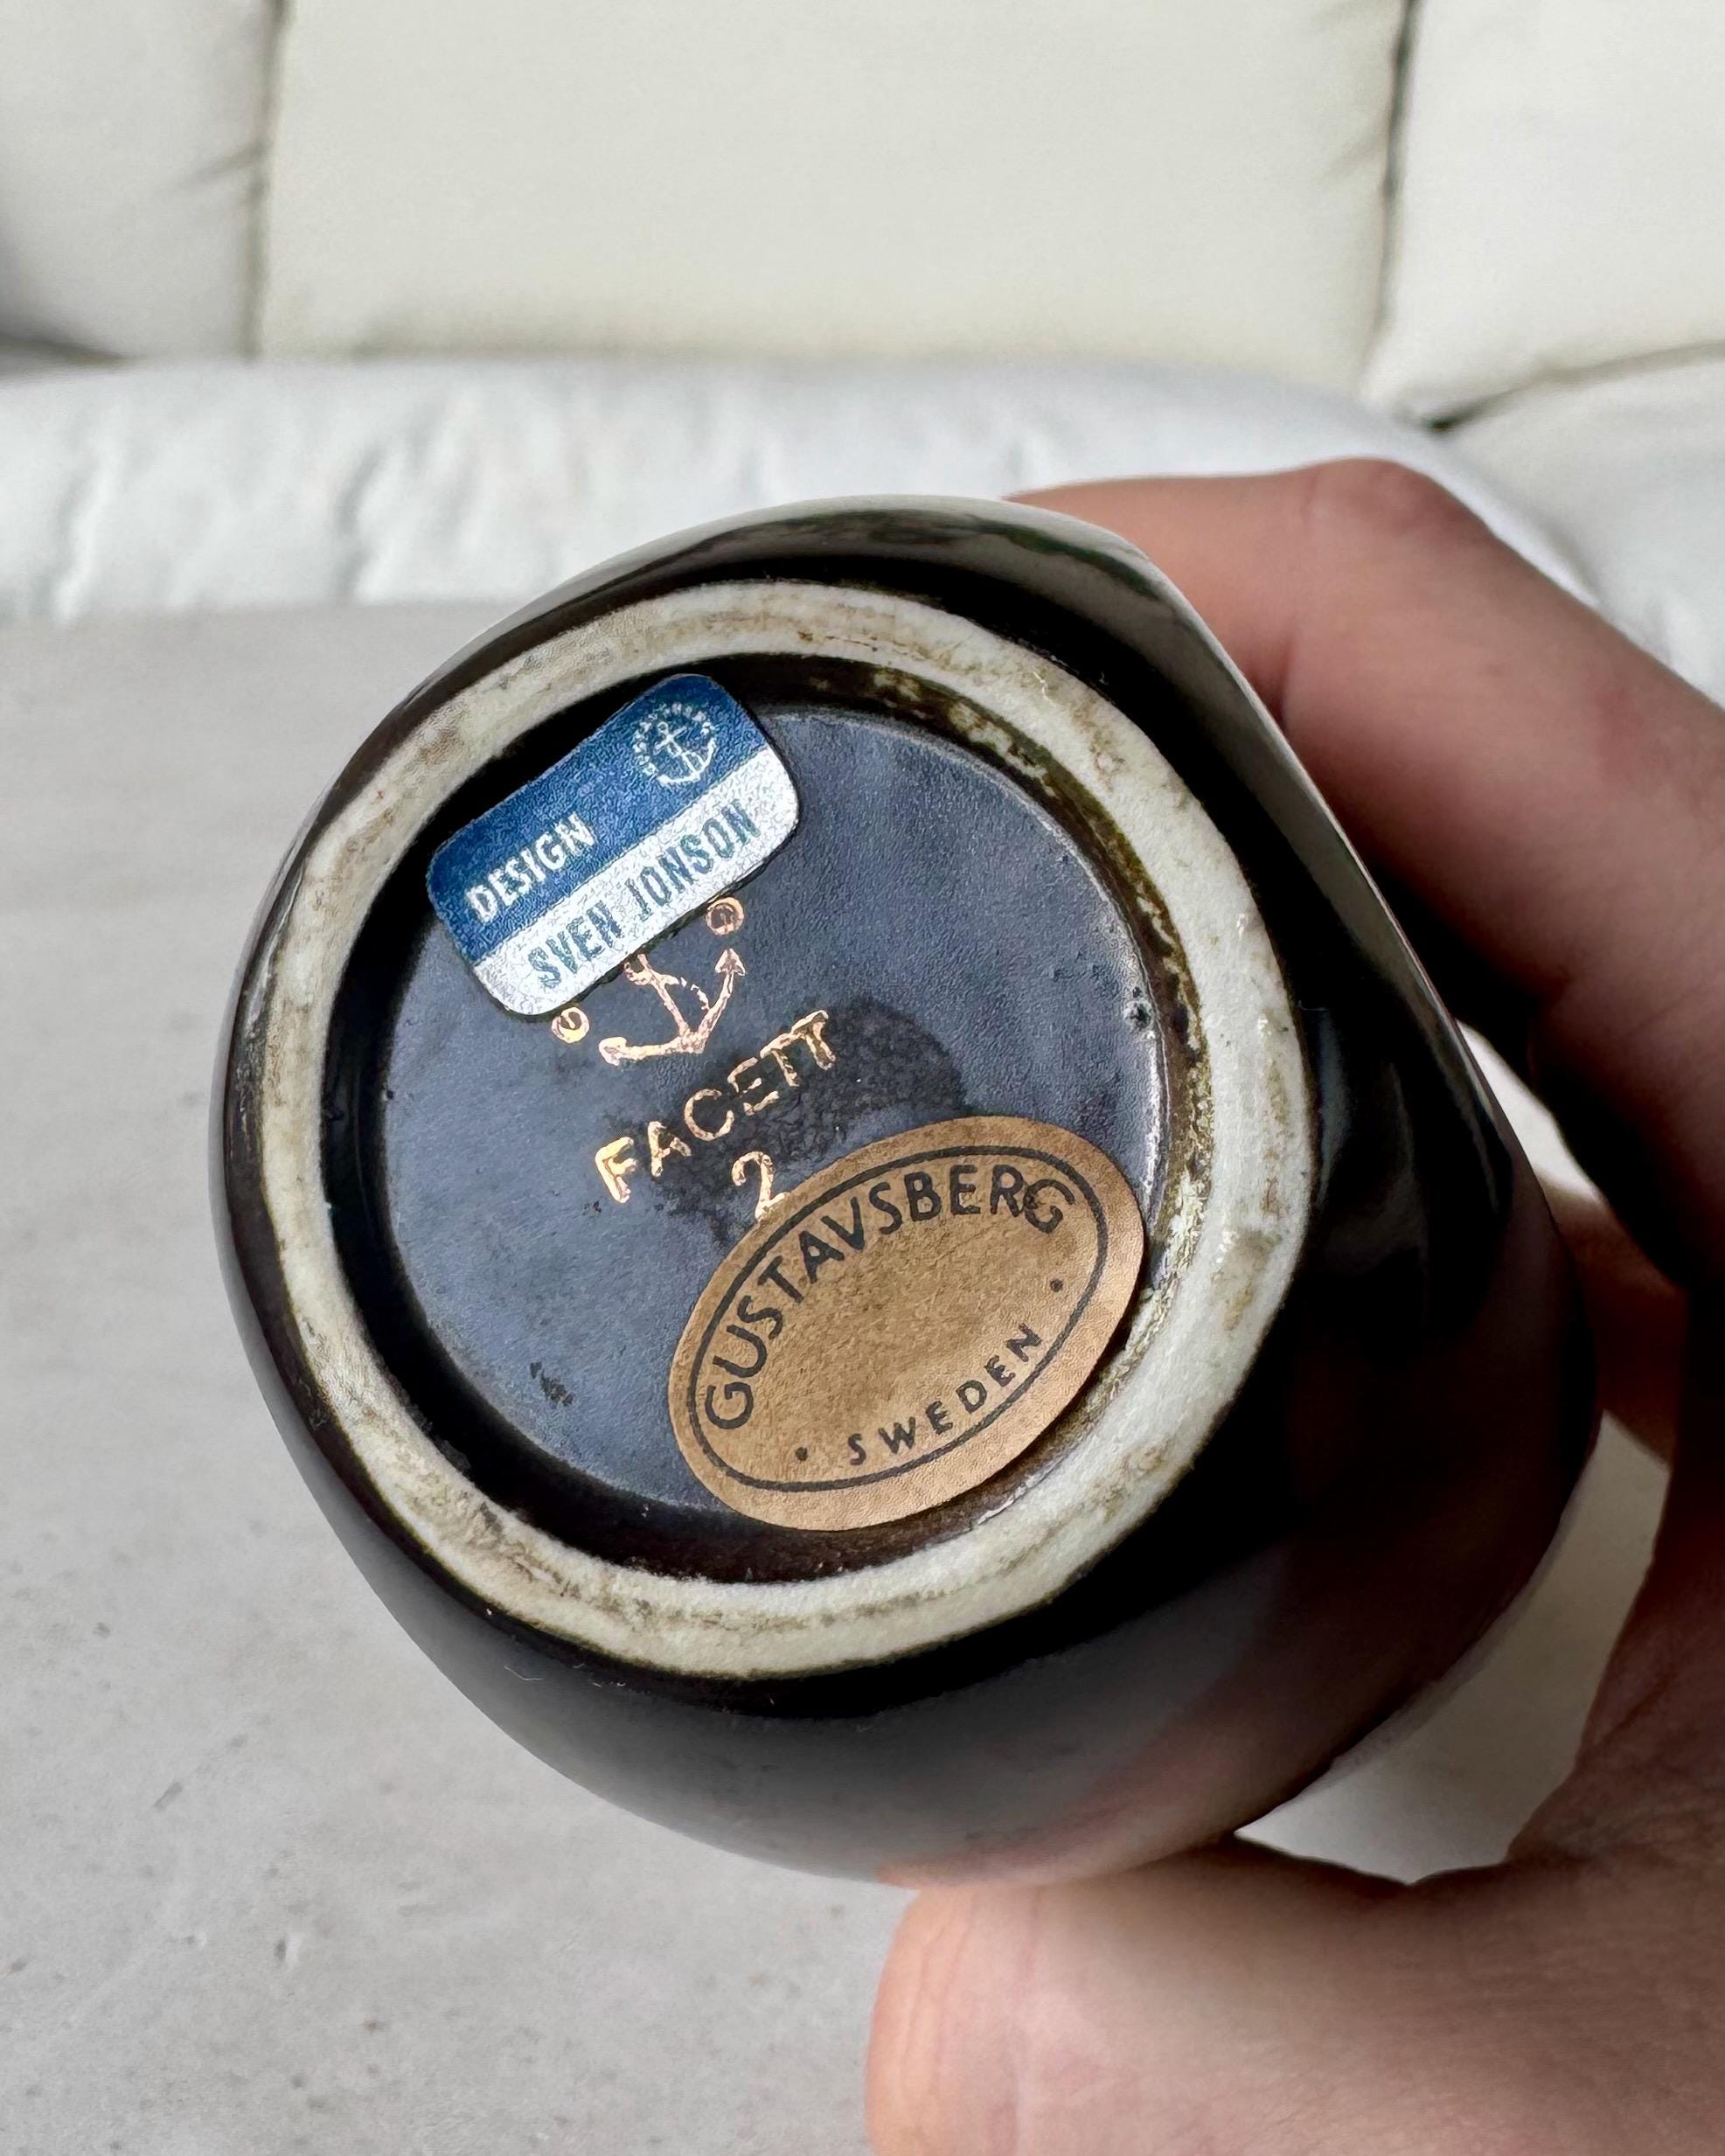 DESIGN
SVEN JONSON
FACETT
2
GUSTAVSBERG
· SWEDEN ·